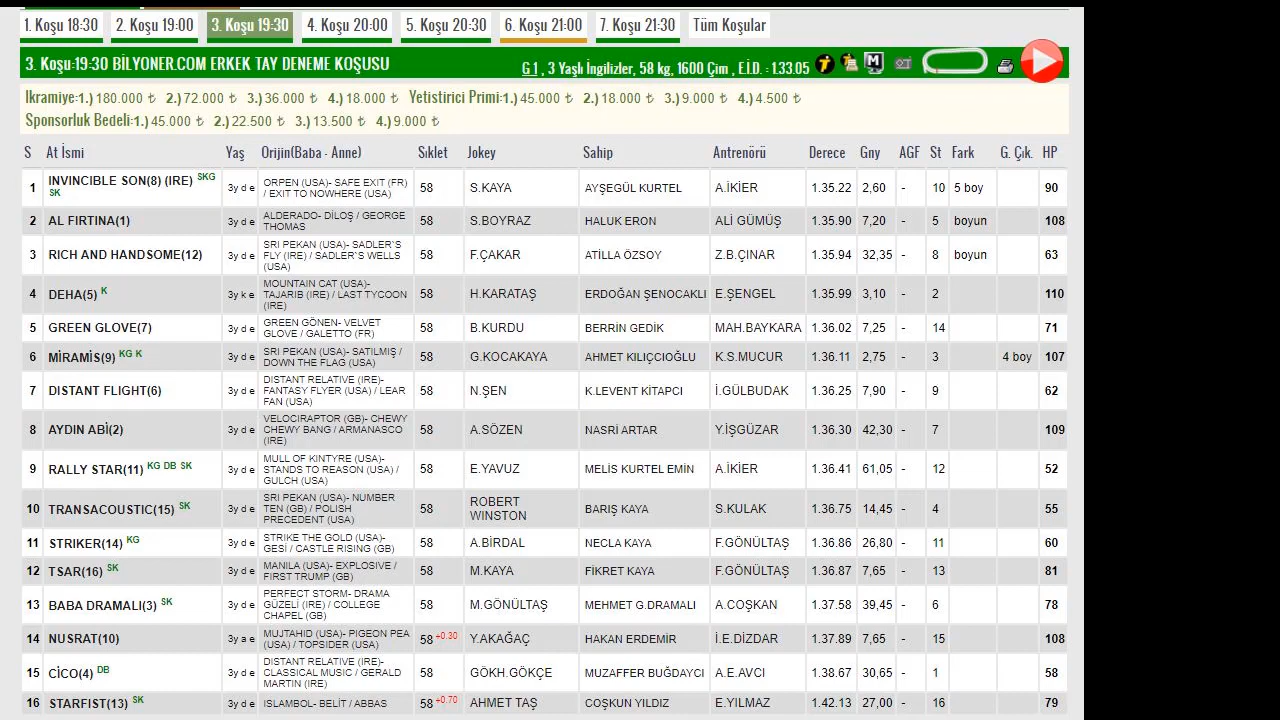 1. Koşu 18:30 2. Koşu 19:00 3. Koşu 19:30 4. Koşu 20:00 5. Koşu 20:30 6. Koşu 21:00 7. Koşu 21:30 Tüm Koşular
3. Koşu:19:30 BİLYONER.COM ERKEK TAY DENEME KOŞUSU G 1 , 3 Yaşlı İngilizler, 58 kg, 1600 Çim , E.İ.D. : 1.33.05
Ikramiye:1.) 180.000 ₺ 2.) 72.000 ₺ 3.) 36.000 ₺ 4.) 18.000 ₺ Yetistirici Primi:1.) 45.000 ₺ 2.) 18.000 ₺ 3.) 9.000 ₺ 4.) 4.500 ₺
Sponsorluk Bedeli:1.) 45.000 ₺ 2.) 22.500 ₺ 3.) 13.500 ₺ 4.) 9.000 ₺
S At İsmi Yaş Orijin(Baba - Anne) Sıklet Jokey Sahip Antrenörü Derece Gny AGF St Fark G. Çık. HP
1 INVINCIBLE SON(8) (IRE) SKG SK 3y d e ORPEN (USA)- SAFE EXIT (FR) / EXIT TO NOWHERE (USA) 58 S.KAYA AYŞEGÜL KURTEL A.İKİER 1.35.22 2,60 - 10 5 boy 90
2 AL FIRTINA(1) 3y d e ALDERADO- DİLOŞ / GEORGE THOMAS 58 S.BOYRAZ HALUK ERON ALİ GÜMÜŞ 1.35.90 7,20 - 5 boyun 108
3 RICH AND HANDSOME(12) 3y d e SRI PEKAN (USA)- SADLER`S FLY (IRE) / SADLER`S WELLS (USA) 58 F.ÇAKAR ATİLLA ÖZSOY Z.B.ÇINAR 1.35.94 32,35 - 8 boyun 63
4 DEHA(5) K 3y k e MOUNTAIN CAT (USA)- TAJARIB (IRE) / LAST TYCOON (IRE) 58 H.KARATAŞ ERDOĞAN ŞENOCAKLI E.ŞENGEL 1.35.99 3,10 - 2 110
5 GREEN GLOVE(7) 3y d e GREEN GÖNEN- VELVET GLOVE / GALETTO (FR) 58 B.KURDU BERRİN GEDİK MAH.BAYKARA 1.36.02 7,25 - 14 71
6 MİRAMİS(9) KG K 3y d e SRI PEKAN (USA)- SATILMIŞ / DOWN THE FLAG (USA) 58 G.KOCAKAYA AHMET KILIÇCIOĞLU K.S.MUCUR 1.36.11 2,75 - 3 4 boy 107
7 DISTANT FLIGHT(6) 3y d e DISTANT RELATIVE (IRE)- FANTASY FLYER (USA) / LEAR FAN (USA) 58 N.ŞEN K.LEVENT KİTAPCI İ.GÜLBUDAK 1.36.25 7,90 - 9 62
8 AYDIN ABİ(2) 3y d e VELOCIRAPTOR (GB)- CHEWY CHEWY BANG / ARMANASCO (IRE) 58 A.SÖZEN NASRİ ARTAR Y.İŞGÜZAR 1.36.30 42,30 - 7 109
9 RALLY STAR(11) KG DB SK 3y d e MULL OF KINTYRE (USA)- STANDS TO REASON (USA) / GULCH (USA) 58 E.YAVUZ MELİS KURTEL EMİN A.İKİER 1.36.41 61,05 - 12 52
10 TRANSACOUSTIC(15) SK 3y d e SRI PEKAN (USA)- NUMBER TEN (GB) / POLISH PRECEDENT (USA) 58 ROBERT WINSTON BARIŞ KAYA S.KULAK 1.36.75 14,45 - 4 55
11 STRIKER(14) KG 3y d e STRIKE THE GOLD (USA)- GESİ / CASTLE RISING (GB) 58 A.BİRDAL NECLA KAYA F.GÖNÜLTAŞ 1.36.86 26,80 - 11 60
12 TSAR(16) SK 3y d e MANILA (USA)- EXPLOSIVE / FIRST TRUMP (GB) 58 M.KAYA FİKRET KAYA F.GÖNÜLTAŞ 1.36.87 7,65 - 13 81
13 BABA DRAMALI(3) SK 3y d e PERFECT STORM- DRAMA GÜZELİ (IRE) / COLLEGE CHAPEL (GB) 58 M.GÖNÜLTAŞ MEHMET G.DRAMALI A.COŞKAN 1.37.58 39,45 - 6 78
14 NUSRAT(10) 3y a e MUJTAHID (USA)- PIGEON PEA (USA) / TOPSIDER (USA) 58 +0.30 Y.AKAĞAÇ HAKAN ERDEMİR İ.E.DİZDAR 1.37.89 7,65 - 15 108
15 CİCO(4) DB 3y d e DISTANT RELATIVE (IRE)- CLASSICAL MUSIC / GERALD MARTIN (IRE) 58 GÖKH.GÖKÇE MUZAFFER BUĞDAYCI A.E.AVCI 1.38.67 30,65 - 1 58
16 STARFIST(13) SK 3y d e ISLAMBOL- BELİT / ABBAS 58 +0.70 AHMET TAŞ COŞKUN YILDIZ E.YILMAZ 1.42.13 27,00 - 16 79